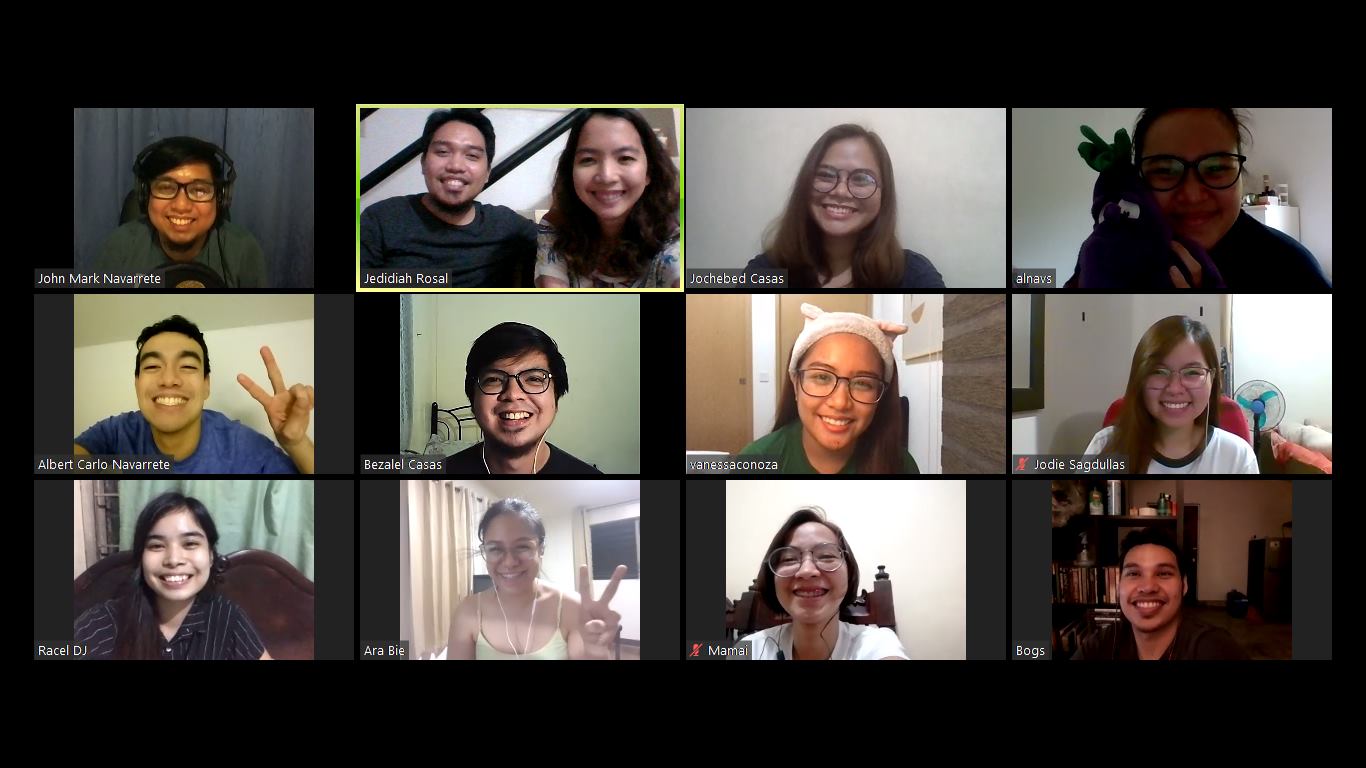 John Mark Navarrete
Jedidiah Rosal
Jochebed Casas
alnavs
Albert Carlo Navarrete
Bezalel Casas
vanessaconoza
Jodie Sagdullas
Racel DJ
Ara Bie
Mamai
Bogs